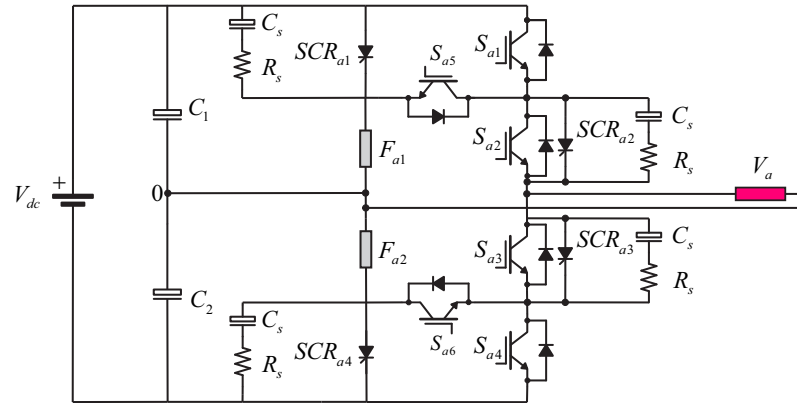 C_s
S_a1
SCR_a1
S_a5
R_s
C_1
F_a1
S_a2
SCR_a2
C_s
R_s
V_a
V_dc
+
0
F_a2
S_a3
SCR_a3
C_s
R_s
C_2
C_s
S_a6
S_a4
SCR_a4
R_s